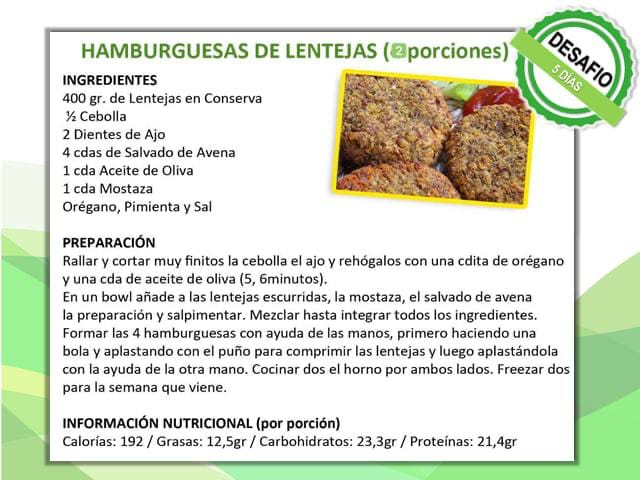 HAMBURGUESAS DE LENTEJAS (2 porciones)
DESAFIO
5 DÍAS
INGREDIENTES
400 gr. de Lentejas en Conserva
½ Cebolla
2 Dientes de Ajo
4 cdas de Salvado de Avena
1 cda Aceite de Oliva
1 cda Mostaza
Orégano, Pimienta y Sal
PREPARACIÓN
Rallar y cortar muy finitos la cebolla el ajo y rehógalos con una cdita de orégano
y una cda de aceite de oliva (5, 6minutos).
En un bowl añade a las lentejas escurridas, la mostaza, el salvado de avena
la preparación y salpimentar. Mezclar hasta integrar todos los ingredientes.
Formar las 4 hamburguesas con ayuda de las manos, primero haciendo una
bola y aplastando con el puño para comprimir las lentejas y luego aplastándola
con la ayuda de la otra mano. Cocinar dos el horno por ambos lados. Freezar dos
para la semana que viene.
INFORMACIÓN NUTRICIONAL (por porción)
Calorías: 192 / Grasas: 12,5gr / Carbohidratos: 23,3gr / Proteínas: 21,4gr